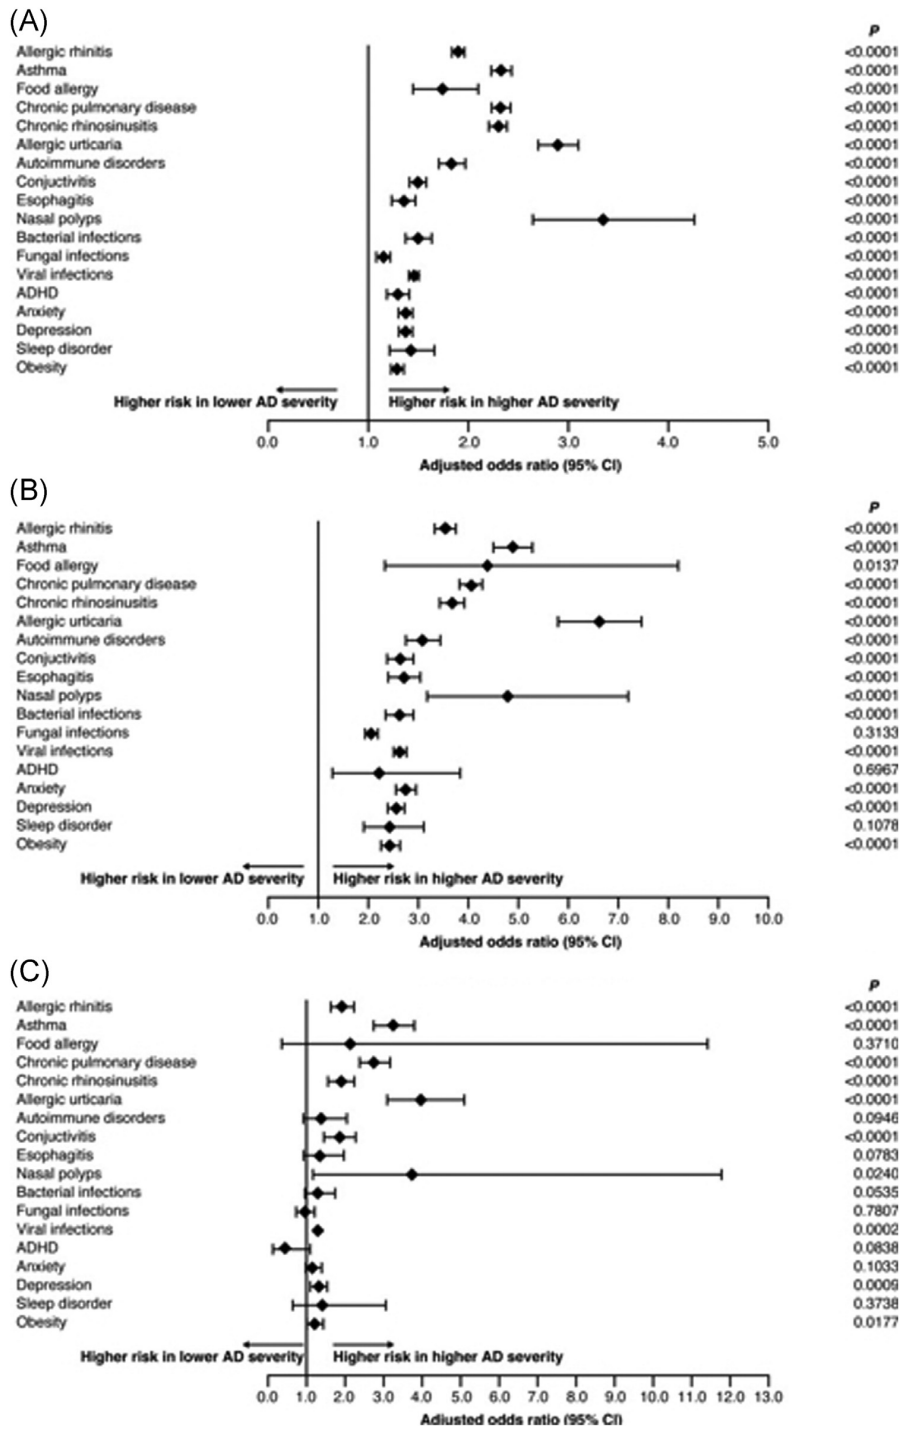 (A)
P
Allergic rhinitis <0.0001
Asthma <0.0001
Food allergy <0.0001
Chronic pulmonary disease <0.0001
Chronic rhinosinusitis <0.0001
Allergic urticaria <0.0001
Autoimmune disorders <0.0001
Conjuctivitis <0.0001
Esophagitis <0.0001
Nasal polyps <0.0001
Bacterial infections <0.0001
Fungal infections <0.0001
Viral infections <0.0001
ADHD <0.0001
Anxiety <0.0001
Depression <0.0001
Sleep disorder <0.0001
Obesity <0.0001
Higher risk in lower AD severity Higher risk in higher AD severity
0.0 1.0 2.0 3.0 4.0 5.0
Adjusted odds ratio (95% CI)
(B)
P
Allergic rhinitis <0.0001
Asthma <0.0001
Food allergy 0.0137
Chronic pulmonary disease <0.0001
Chronic rhinosinusitis <0.0001
Allergic urticaria <0.0001
Autoimmune disorders <0.0001
Conjuctivitis <0.0001
Esophagitis <0.0001
Nasal polyps <0.0001
Bacterial infections <0.0001
Fungal infections 0.3133
Viral infections <0.0001
ADHD 0.6967
Anxiety <0.0001
Depression <0.0001
Sleep disorder 0.1078
Obesity <0.0001
Higher risk in lower AD severity Higher risk in higher AD severity
0.0 1.0 2.0 3.0 4.0 5.0 6.0 7.0 8.0 9.0 10.0
Adjusted odds ratio (95% CI)
(C)
P
Allergic rhinitis <0.0001
Asthma <0.0001
Food allergy 0.3710
Chronic pulmonary disease <0.0001
Chronic rhinosinusitis <0.0001
Allergic urticaria <0.0001
Autoimmune disorders 0.0946
Conjuctivitis <0.0001
Esophagitis 0.0783
Nasal polyps 0.0240
Bacterial infections 0.0535
Fungal infections 0.7807
Viral infections 0.0002
ADHD 0.0838
Anxiety 0.1033
Depression 0.0009
Sleep disorder 0.3738
Obesity 0.0177
Higher risk in lower AD severity Higher risk in higher AD severity
0.0 1.0 2.0 3.0 4.0 5.0 6.0 7.0 8.0 9.0 10.0 11.0 12.0 13.0
Adjusted odds ratio (95% CI)